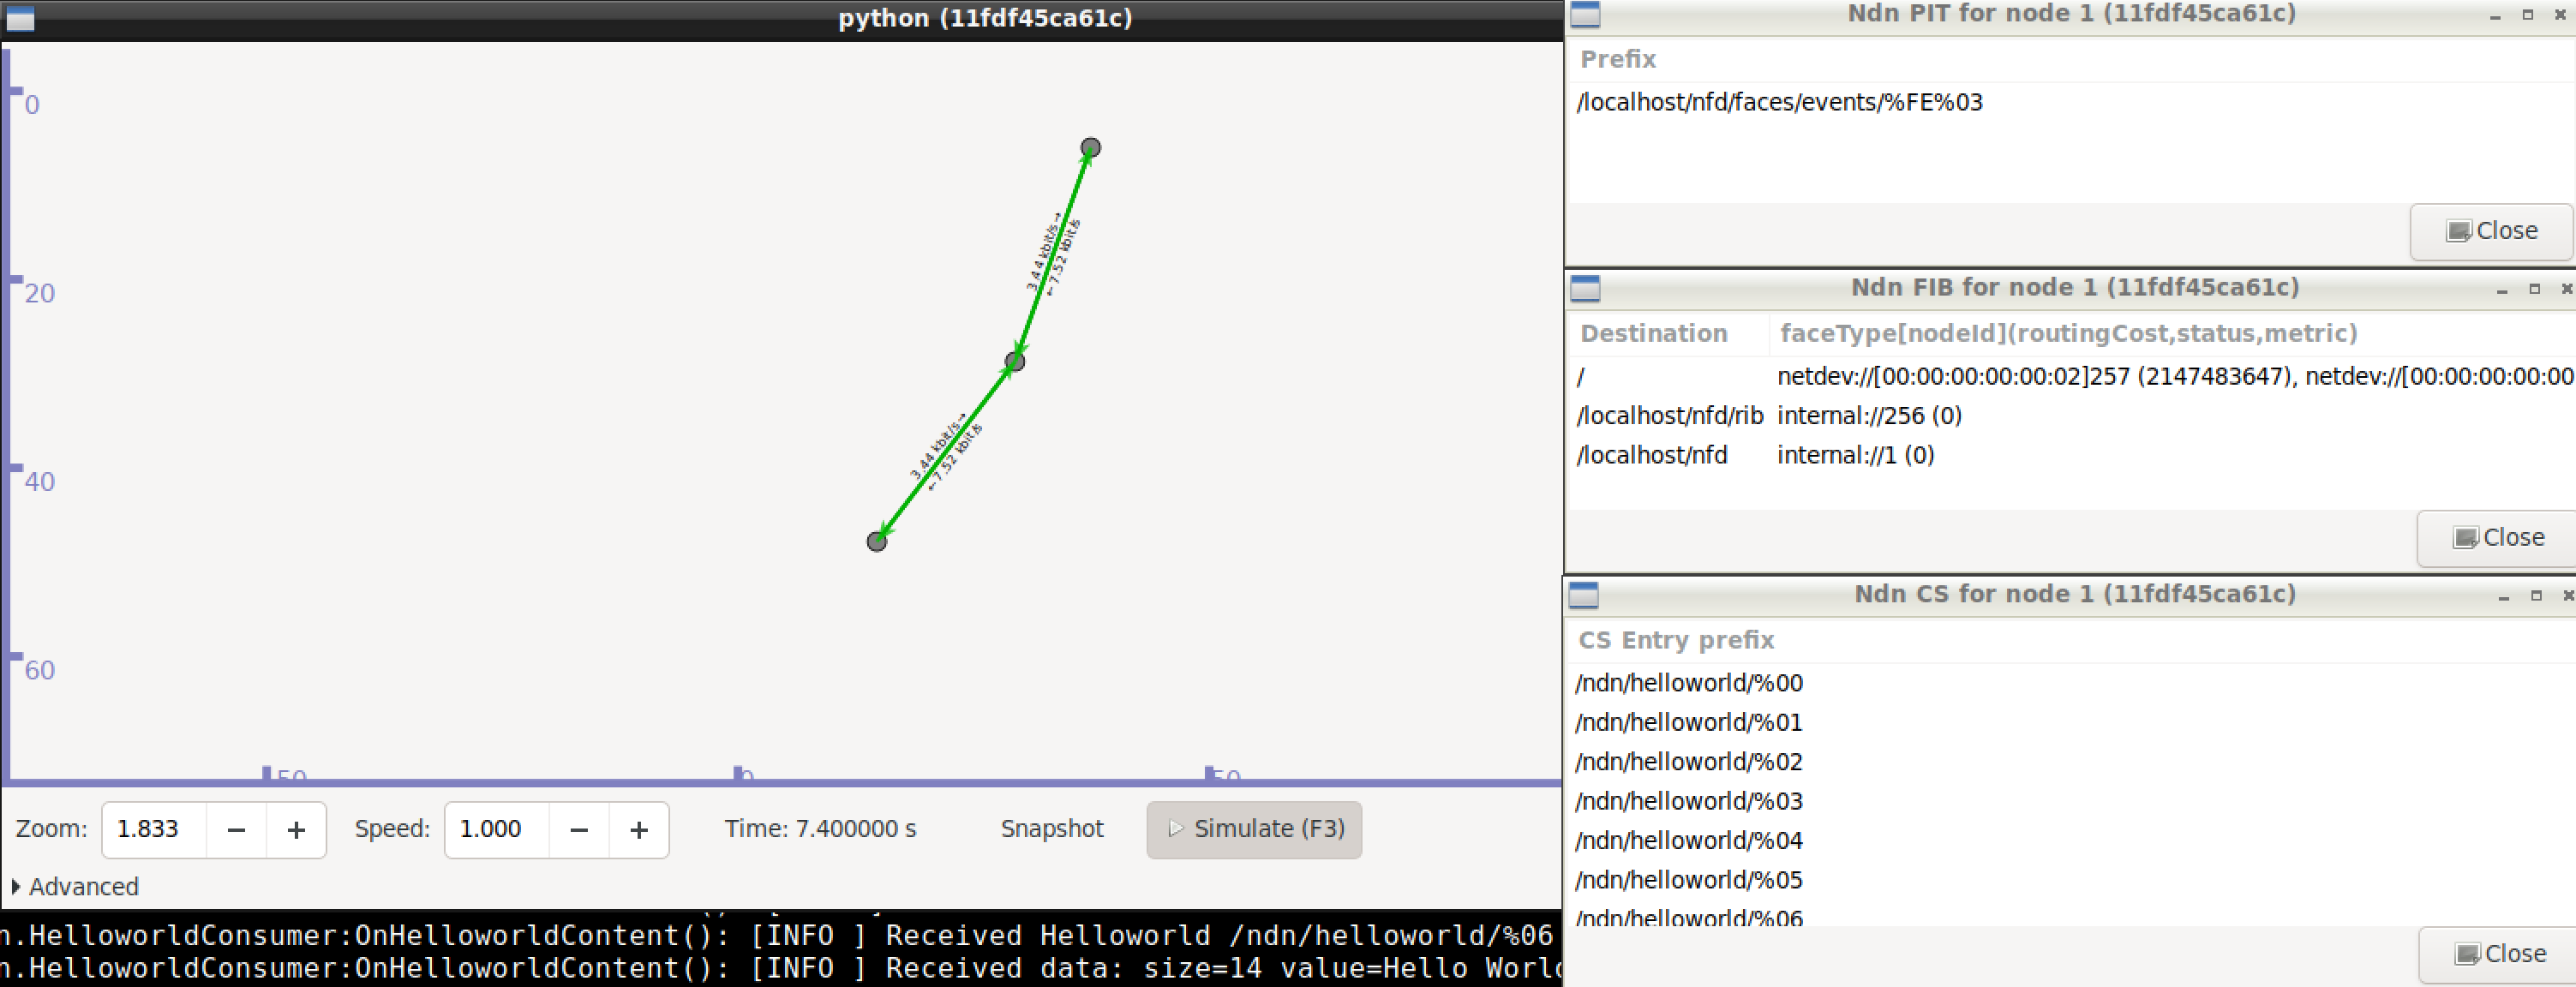 python (11fdf45ca61c)
0
20
40
60
3.44 kbit/s→
←7.52 kbit/s
3.44 kbit/s→
←7.52 kbit/s
50
0
50
Zoom: 1.833 − + Speed: 1.000 − + Time: 7.400000 s Snapshot Simulate (F3)
Advanced
n.HelloworldConsumer:OnHelloworldContent(): [INFO ] Received Helloworld /ndn/helloworld/%06
n.HelloworldConsumer:OnHelloworldContent(): [INFO ] Received data: size=14 value=Hello World
Ndn PIT for node 1 (11fdf45ca61c)
Prefix
/localhost/nfd/faces/events/%FE%03
Close
Ndn FIB for node 1 (11fdf45ca61c)
Destination faceType[nodeId](routingCost,status,metric)
/ netdev://[00:00:00:00:00:02]257 (2147483647), netdev://[00:00:00:00:00
/localhost/nfd/rib internal://256 (0)
/localhost/nfd internal://1 (0)
Close
Ndn CS for node 1 (11fdf45ca61c)
CS Entry prefix
/ndn/helloworld/%00
/ndn/helloworld/%01
/ndn/helloworld/%02
/ndn/helloworld/%03
/ndn/helloworld/%04
/ndn/helloworld/%05
/ndn/helloworld/%06
Close